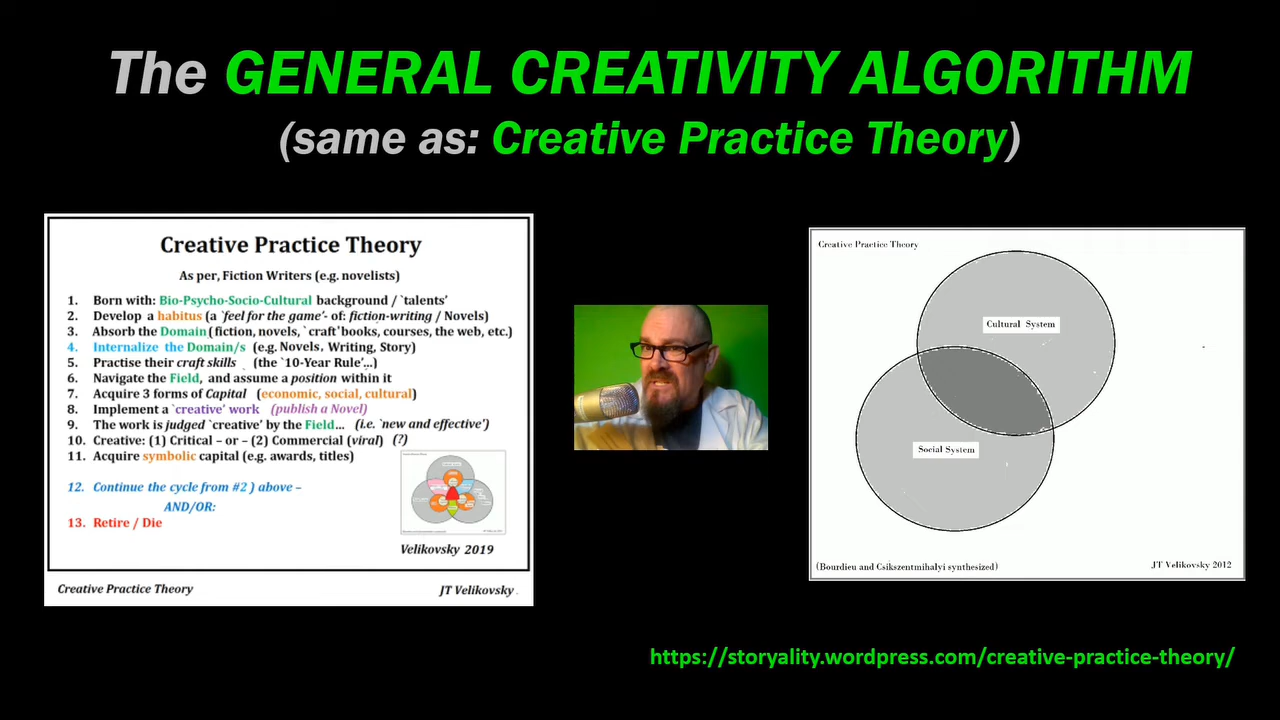 The GENERAL CREATIVITY ALGORITHM
(same as: Creative Practice Theory)
Creative Practice Theory
As per, Fiction Writers (e.g. novelists)
1. Born with: Bio-Psycho-Socio-Cultural background / `talents'
2. Develop a habitus (a `feel for the game'- of: fiction-writing / Novels)
3. Absorb the Domain (fiction, novels, `craft'books, courses, the web, etc.)
4. Internalize the Domain/s (e.g. Novels, Writing, Story)
5. Practise their craft skills (the `10-Year Rule'...)
6. Navigate the Field, and assume a position within it
7. Acquire 3 forms of Capital (economic, social, cultural)
8. Implement a `creative' work (publish a Novel)
9. The work is judged `creative' by the Field... (i.e. `new and effective')
10. Creative: (1) Critical – or – (2) Commercial (viral) (?)
11. Acquire symbolic capital (e.g. awards, titles)
12. Continue the cycle from #2 ) above –
AND/OR:
13. Retire / Die
Velikovsky 2019
Creative Practice Theory
JT Velikovsky
Creative Practice Theory
Cultural System
Social System
(Bourdieu and Csikszentmihalyi synthesized)
JT Velikovsky 2012
https://storyality.wordpress.com/creative-practice-theory/